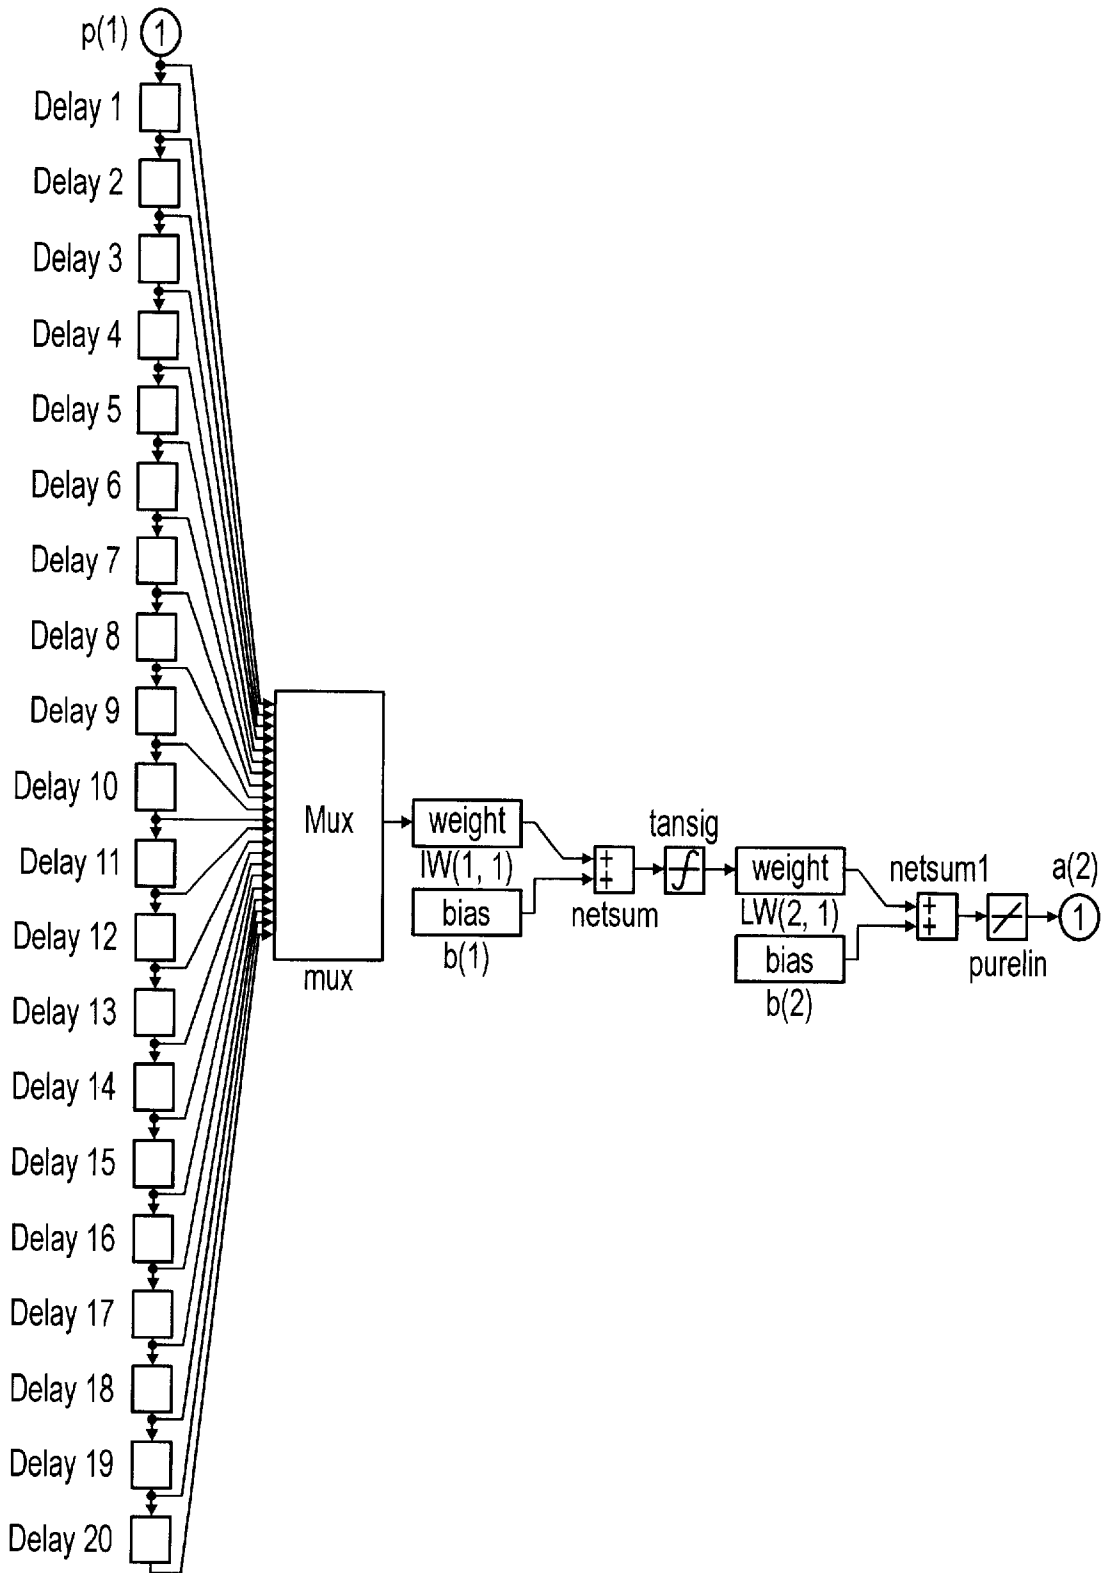 p(1) 1
Delay 1
Delay 2
Delay 3
Delay 4
Delay 5
Delay 6
Delay 7
Delay 8
Delay 9
Delay 10
Delay 11
Delay 12
Delay 13
Delay 14
Delay 15
Delay 16
Delay 17
Delay 18
Delay 19
Delay 20
Mux
mux
weight
IW(1, 1)
bias
b(1)
netsum
tansig
weight
LW(2, 1)
bias
b(2)
netsum1
purelin
a(2)
1